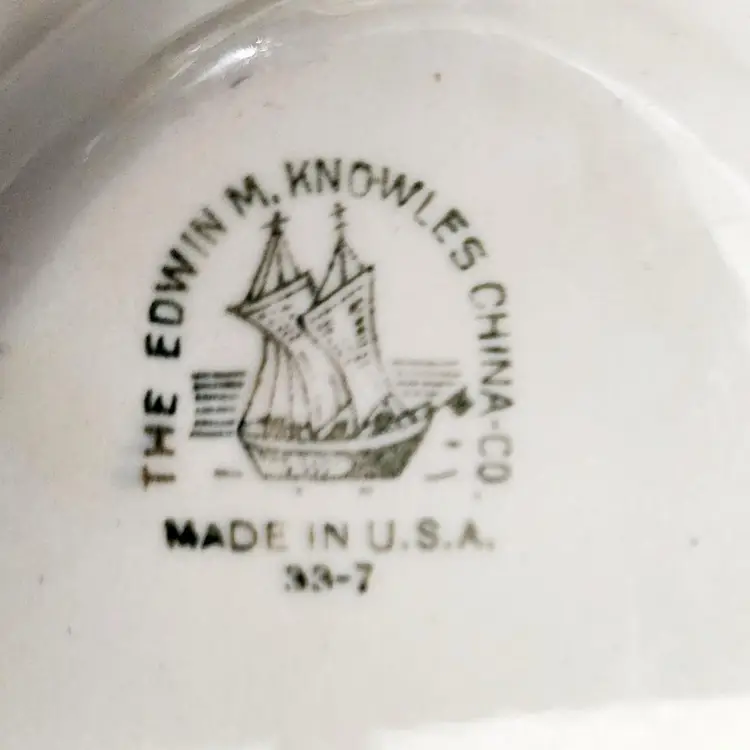 THE EDWIN M. KNOWLES CHINA-CO.
MADE IN U.S.A.
33-7